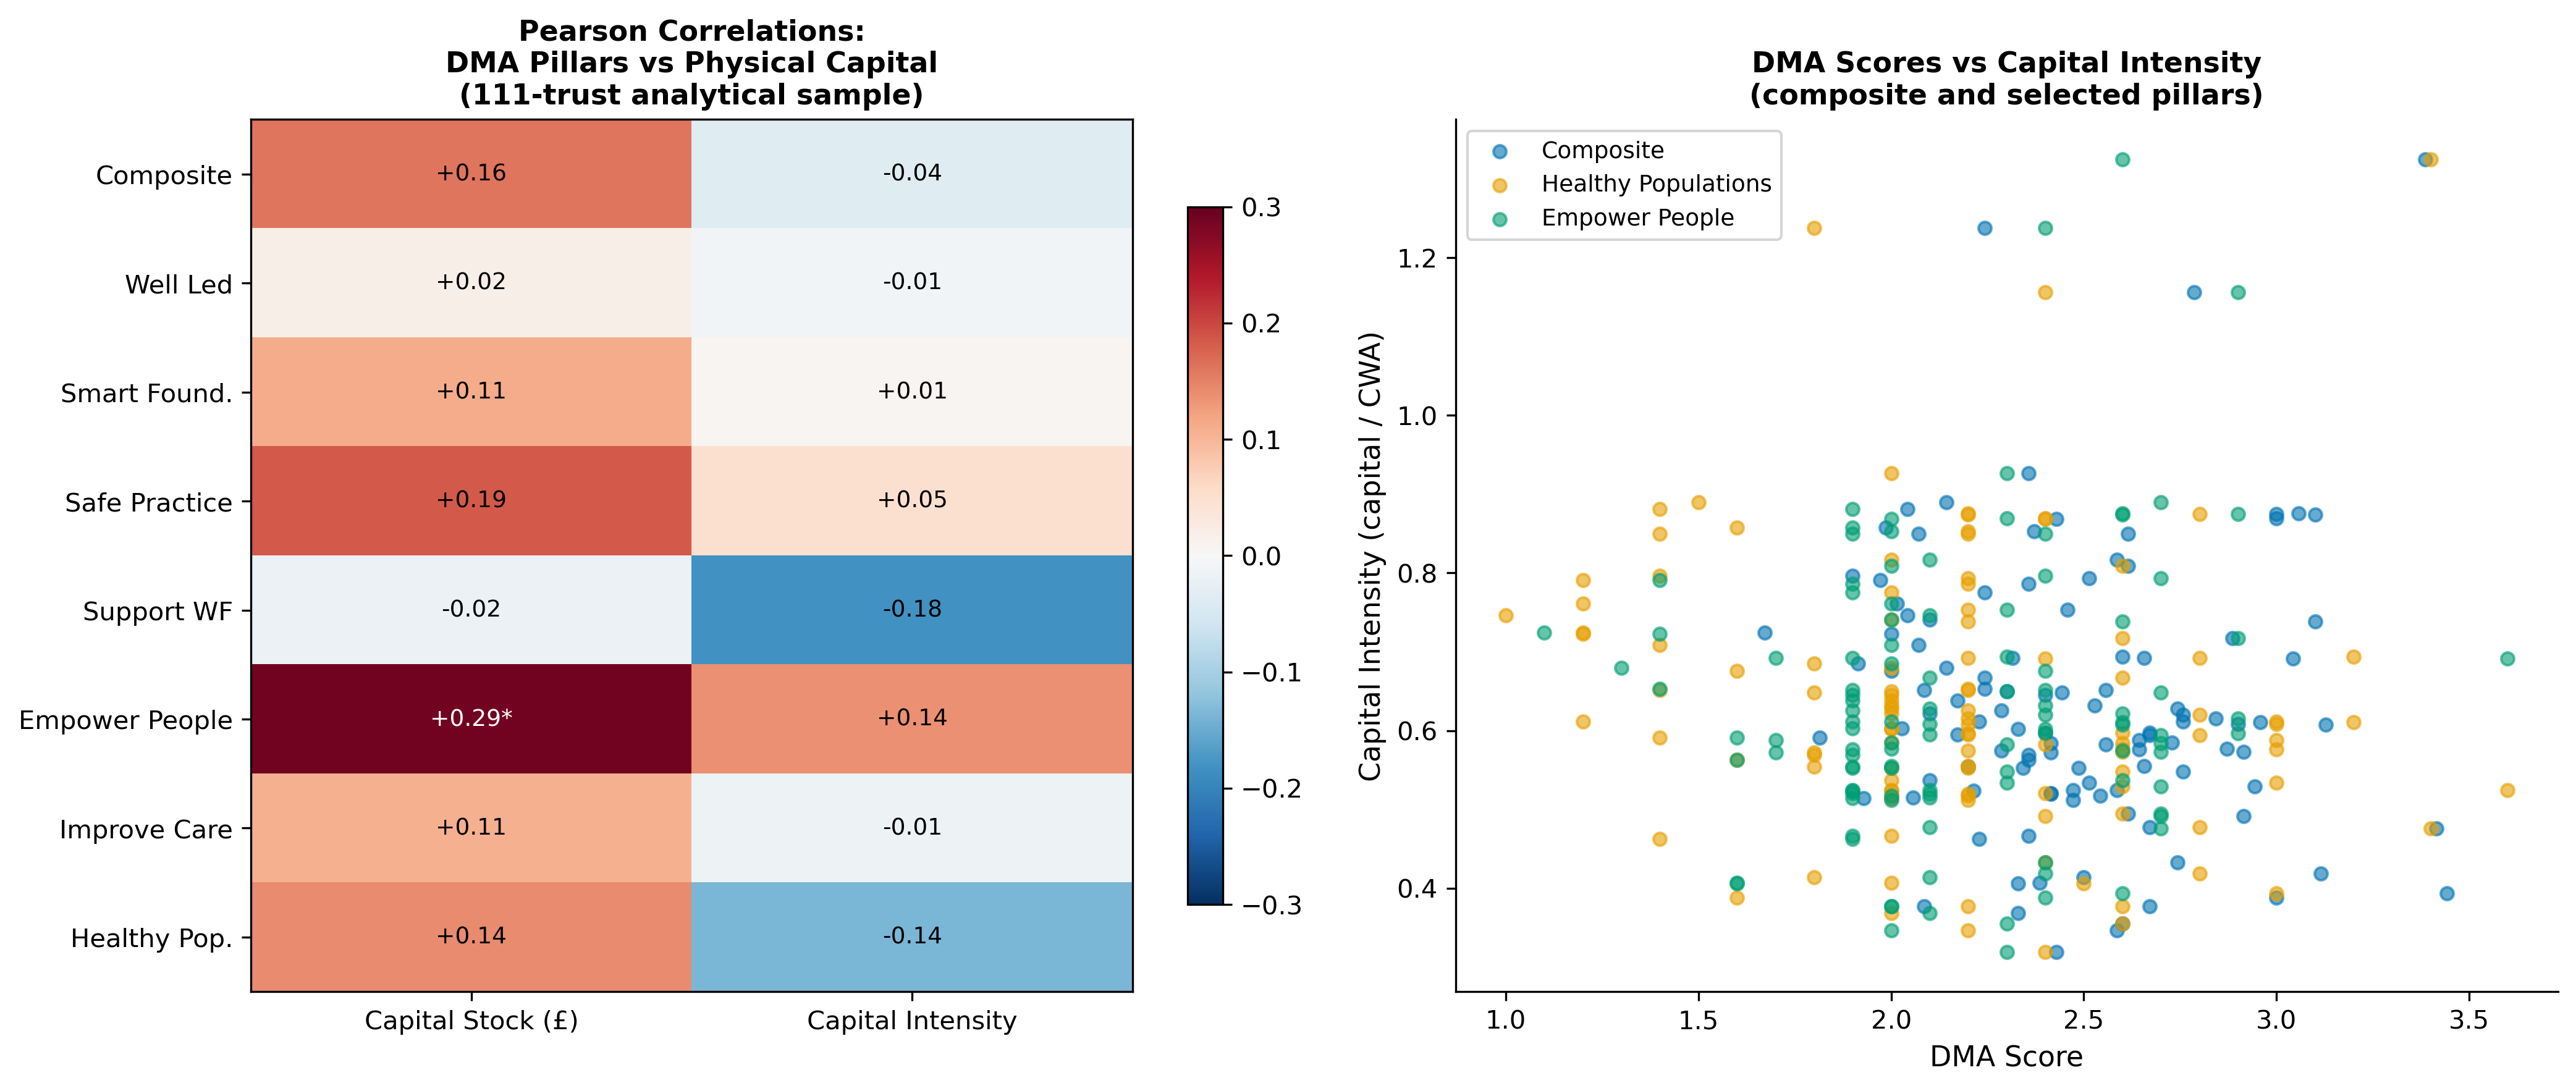 Pearson Correlations:
DMA Pillars vs Physical Capital
(111-trust analytical sample)
Composite +0.16 -0.04
Well Led +0.02 -0.01
Smart Found. +0.11 +0.01
Safe Practice +0.19 +0.05
Support WF -0.02 -0.18
Empower People +0.29* +0.14
Improve Care +0.11 -0.01
Healthy Pop. +0.14 -0.14
Capital Stock (£) Capital Intensity
0.3
0.2
0.1
0.0
−0.1
−0.2
−0.3
DMA Scores vs Capital Intensity
(composite and selected pillars)
Composite
Healthy Populations
Empower People
Capital Intensity (capital / CWA)
1.2
1.0
0.8
0.6
0.4
1.0 1.5 2.0 2.5 3.0 3.5
DMA Score